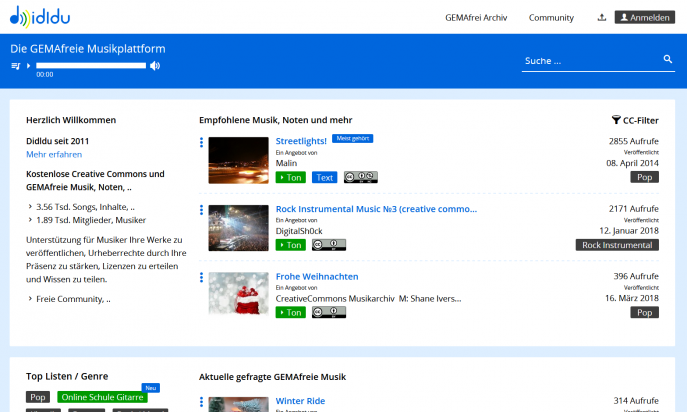 dididu
GEMAfrei Archiv
Community
Anmelden
Die GEMAfreie Musikplattform
00:00
Suche ...
Herzlich Willkommen
Dididu seit 2011
Mehr erfahren
Kostenlose Creative Commons und
GEMAfreie Musik, Noten, ..
3.56 Tsd. Songs, Inhalte, ..
1.89 Tsd. Mitglieder, Musiker
Unterstützung für Musiker Ihre Werke zu
veröffentlichen, Urheberrechte durch Ihre
Präsenz zu stärken, Lizenzen zu erteilen
und Wissen zu teilen.
Freie Community, ..
Empfohlene Musik, Noten und mehr
CC-Filter
Streetlights!
Meist gehört
2855 Aufrufe
Ein Angebot von
Veröffentlicht
Malin
08. April 2014
Ton
Text
Pop
Rock Instrumental Music №3 (creative commo...
2171 Aufrufe
Ein Angebot von
Veröffentlicht
DigitalSh0ck
12. Januar 2018
Ton
Rock Instrumental
Frohe Weihnachten
396 Aufrufe
Ein Angebot von
Veröffentlicht
CreativeCommons Musikarchiv M: Shane Ivers...
16. März 2018
Ton
Pop
Top Listen / Genre
Neu
Pop
Online Schule Gitarre
Aktuelle gefragte GEMAfreie Musik
Winter Ride
314 Aufrufe
Ein Angebot von
Veröffentlicht